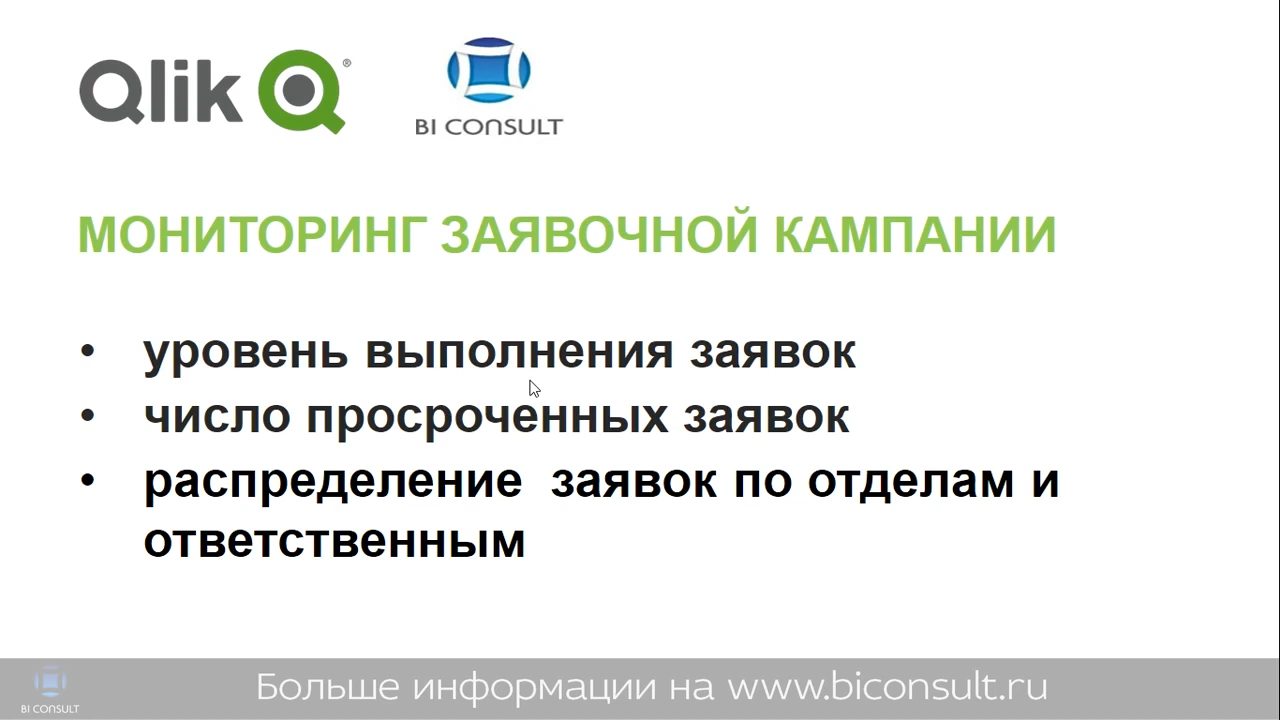 Qlik Q®
BI CONSULT
МОНИТОРИНГ ЗАЯВОЧНОЙ КАМПАНИИ
• уровень выполнения заявок
• число просроченных заявок
• распределение заявок по отделам и
ответственным
BI CONSULT
Больше информации на www.biconsult.ru